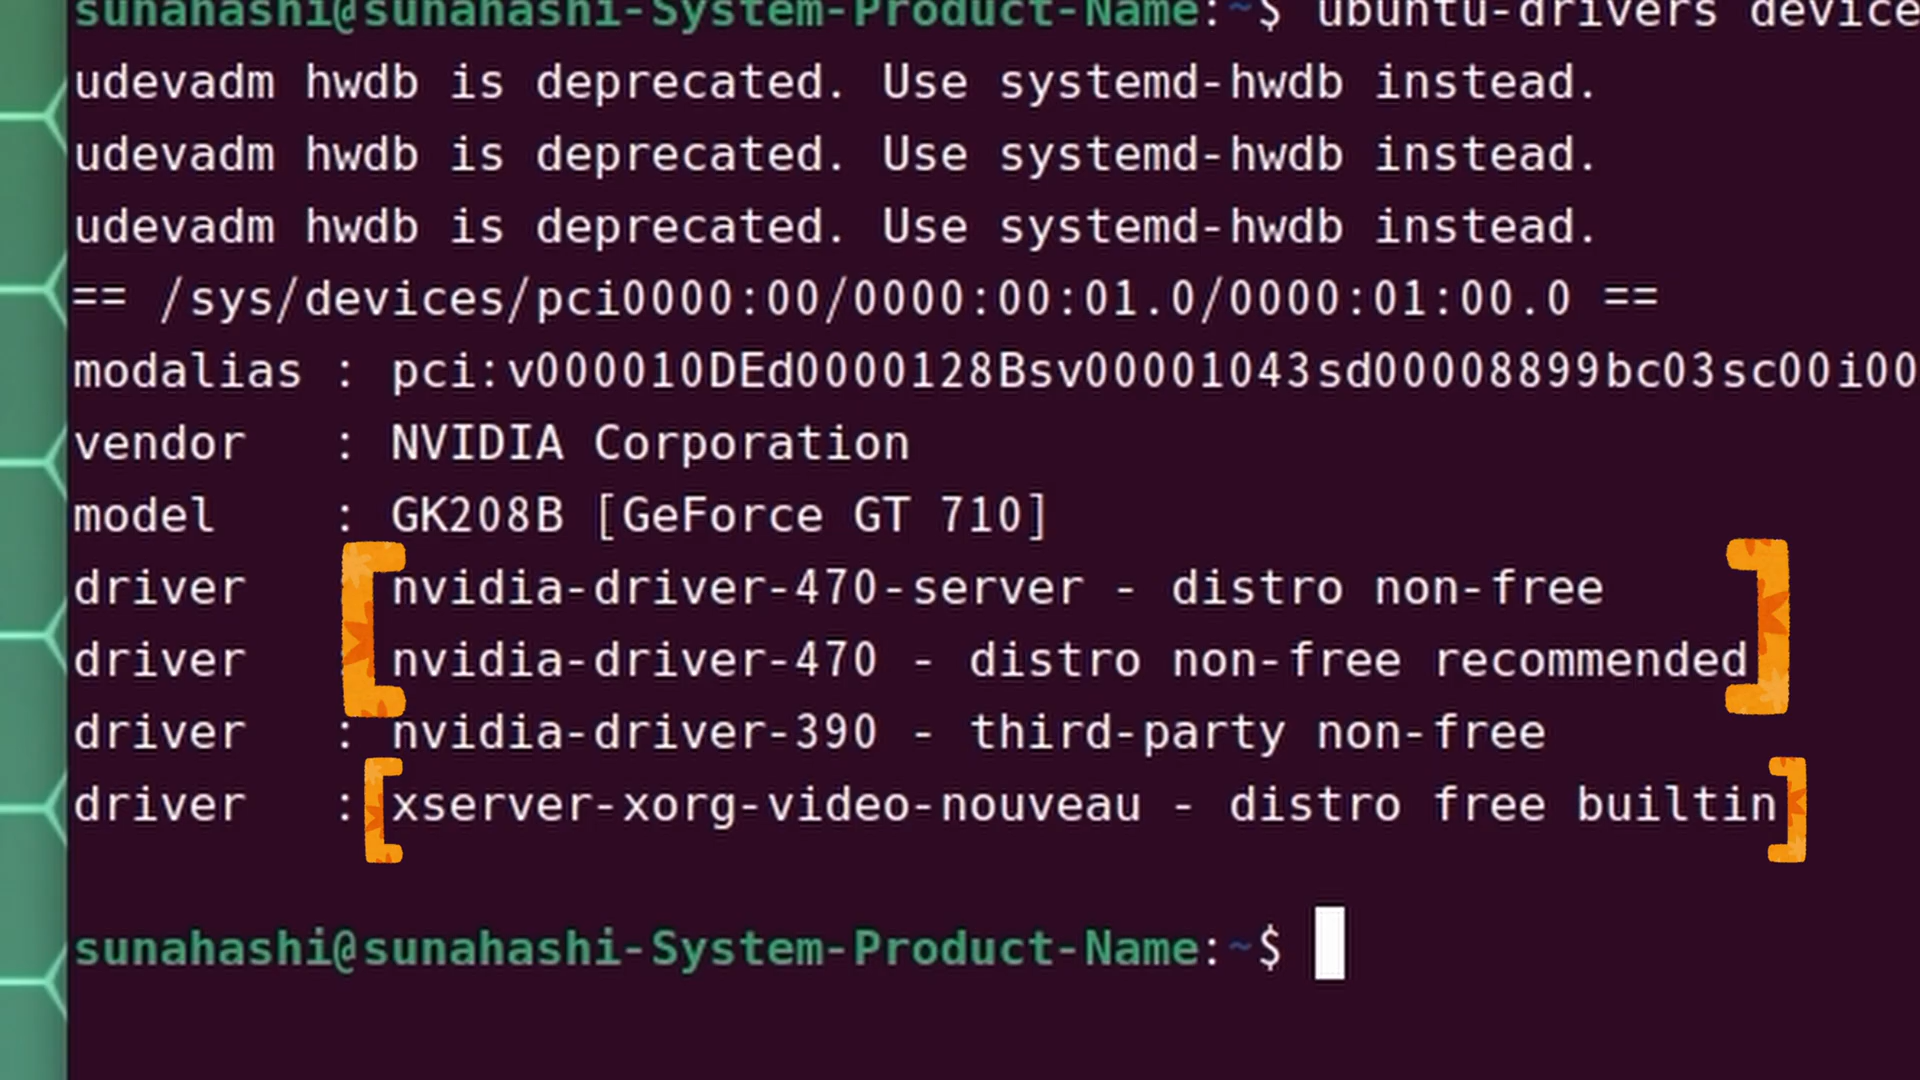 sunahashi@sunahashi-System-Product-Name:~$ ubuntu-drivers device
udevadm hwdb is deprecated. Use systemd-hwdb instead.
udevadm hwdb is deprecated. Use systemd-hwdb instead.
udevadm hwdb is deprecated. Use systemd-hwdb instead.
== /sys/devices/pci0000:00/0000:00:01.0/0000:01:00.0 ==
modalias : pci:v000010DEd0000128Bsv00001043sd00008899bc03sc00i00
vendor   : NVIDIA Corporation
model    : GK208B [GeForce GT 710]
driver   nvidia-driver-470-server - distro non-free
driver   nvidia-driver-470 - distro non-free recommended
driver   : nvidia-driver-390 - third-party non-free
driver   : xserver-xorg-video-nouveau - distro free builtin
sunahashi@sunahashi-System-Product-Name:~$